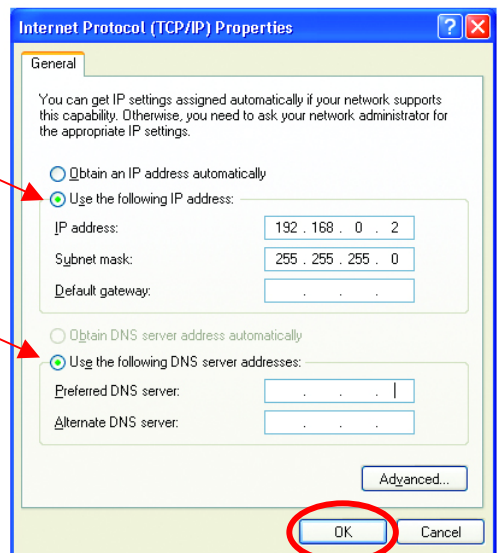 Internet Protocol (TCP/IP) Properties
General
You can get IP settings assigned automatically if your network supports
this capability. Otherwise, you need to ask your network administrator for
the appropriate IP settings.
Obtain an IP address automatically
Use the following IP address:
IP address: 192 . 168 . 0 . 2
Subnet mask: 255 . 255 . 255 . 0
Default gateway: . . .
Obtain DNS server address automatically
Use the following DNS server addresses:
Preferred DNS server: . . .
Alternate DNS server: . . .
Advanced...
OK Cancel